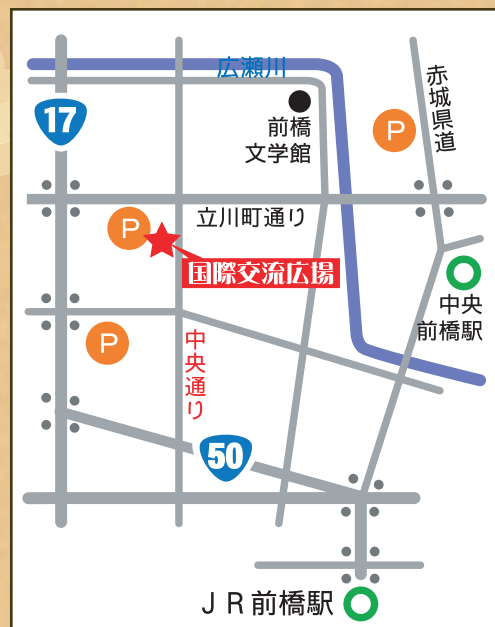 広瀬川
17
前橋
文学館
P
赤城県道
立川町通り
P
国際交流広場
中央
前橋駅
P
中央通り
50
ＪＲ前橋駅